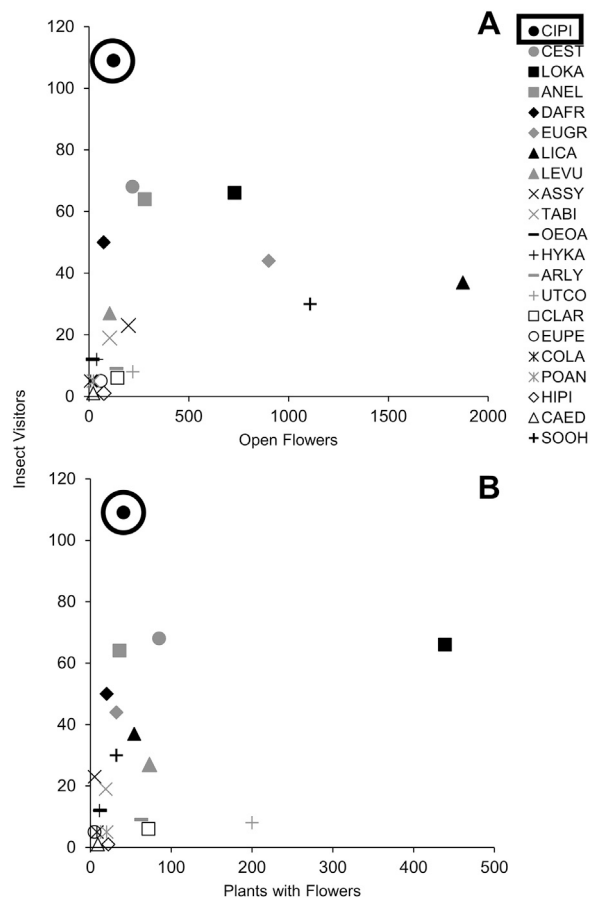 A
120
100
80
60
40
20
0
0 500 1000 1500 2000
Open Flowers
CIPI
CEST
LOKA
ANEL
DAFR
EUGR
LICA
LEVU
ASSY
TABI
OEOA
HYKA
ARLY
UTCO
CLAR
EUPE
COLA
POAN
HIPI
CAED
SOOH
Insect Visitors
B
120
100
80
60
40
20
0
0 100 200 300 400 500
Plants with Flowers